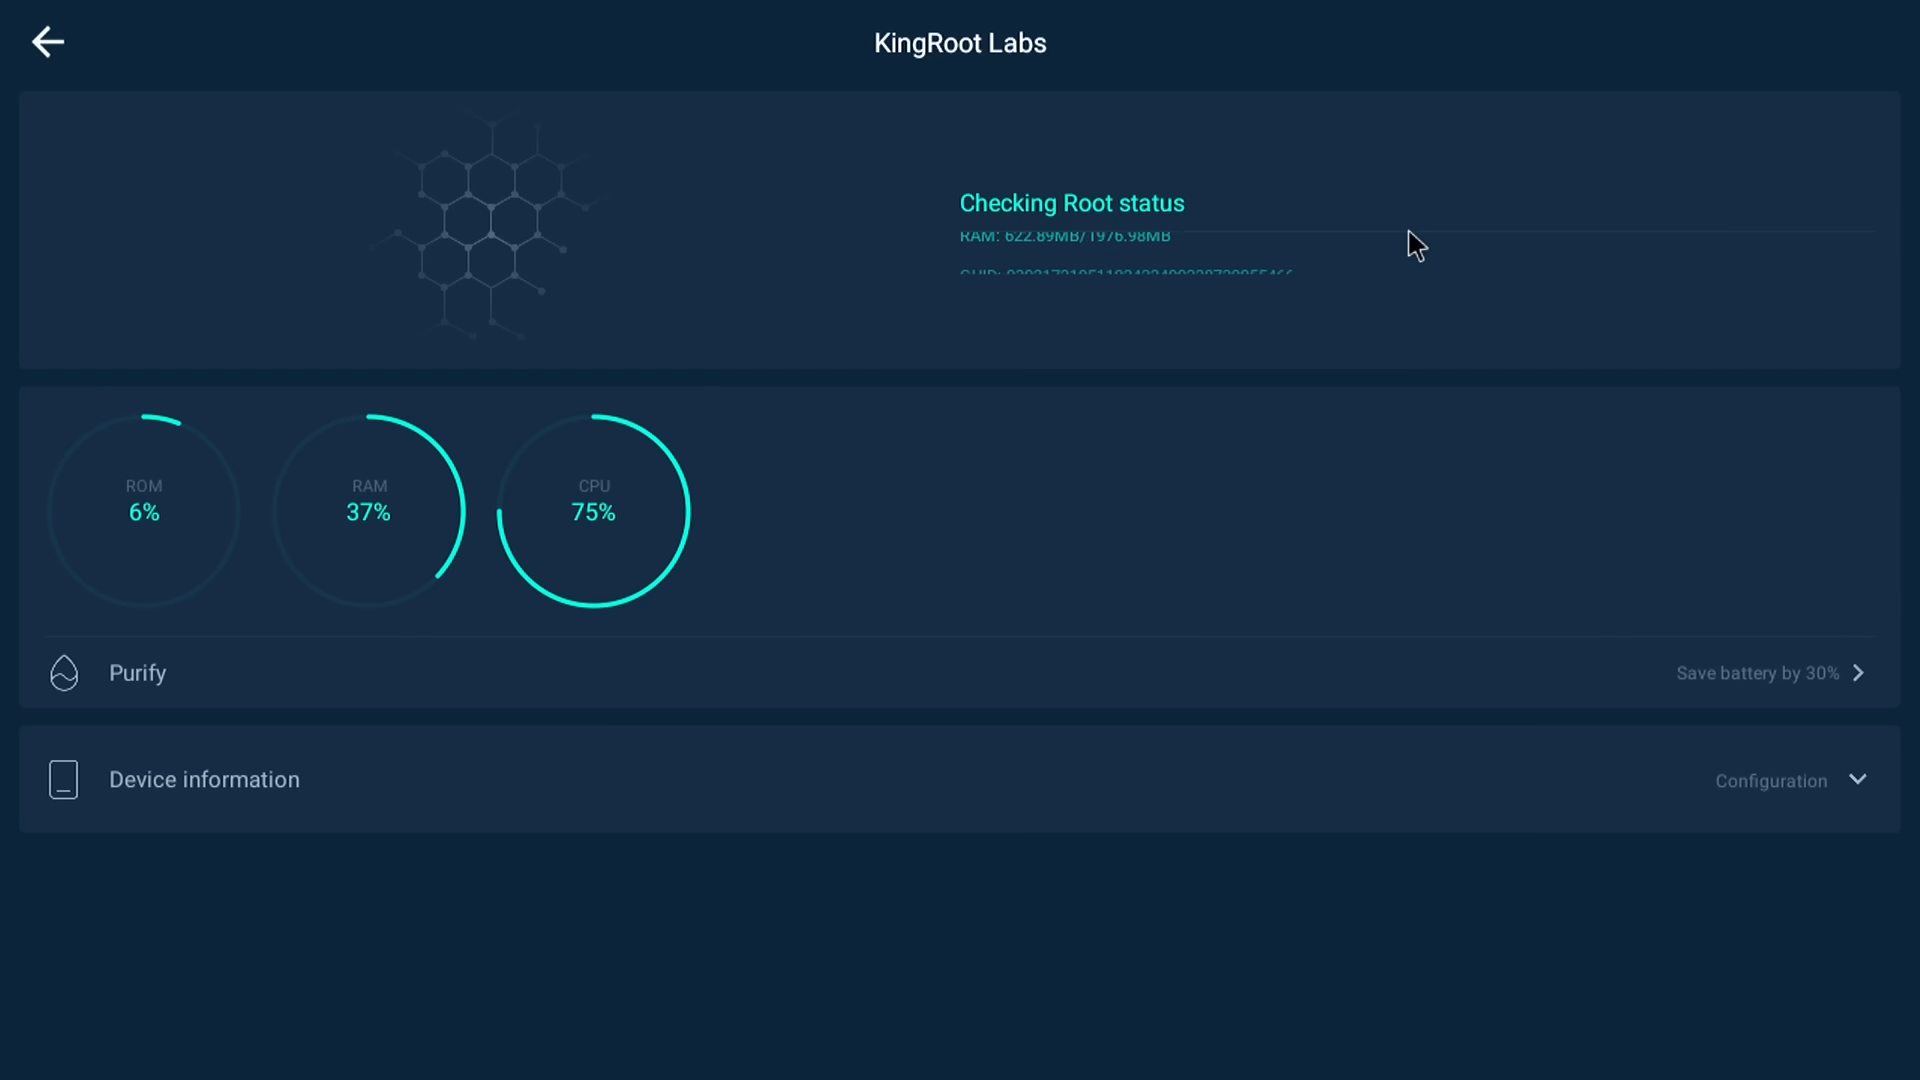 KingRoot Labs
Checking Root status
RAM: 622.89MB/1976.98MB
ROM
6%
RAM
37%
CPU
75%
Purify
Save battery by 30%
Device information
Configuration